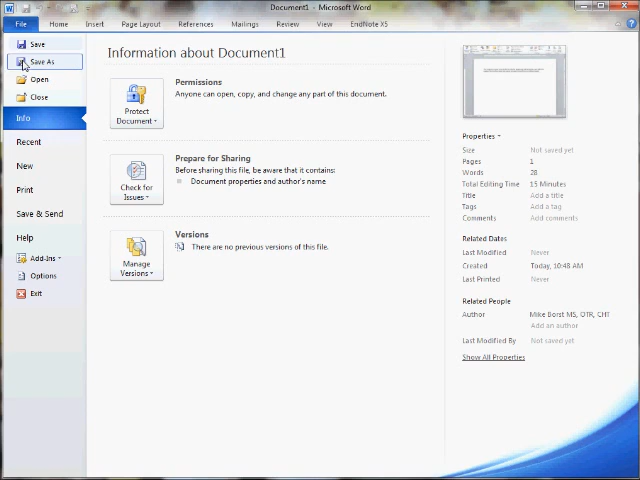 Document1 - Microsoft Word
File Home Insert Page Layout References Mailings Review View EndNote X5
Save
Save As
Open
Close
Info
Recent
New
Print
Save & Send
Help
Add-Ins
Options
Exit
Information about Document1
Protect
Document
Permissions
Anyone can open, copy, and change any part of this document.
Check for
Issues
Prepare for Sharing
Before sharing this file, be aware that it contains:
Document properties and author's name
Manage
Versions
Versions
There are no previous versions of this file.
Properties
Size Not saved yet
Pages 1
Words 28
Total Editing Time 15 Minutes
Title Add a title
Tags Add a tag
Comments Add comments
Related Dates
Last Modified Never
Created Today, 10:48 AM
Last Printed Never
Related People
Author Mike Borst MS, OTR, CHT
Add an author
Last Modified By Not saved yet
Show All Properties